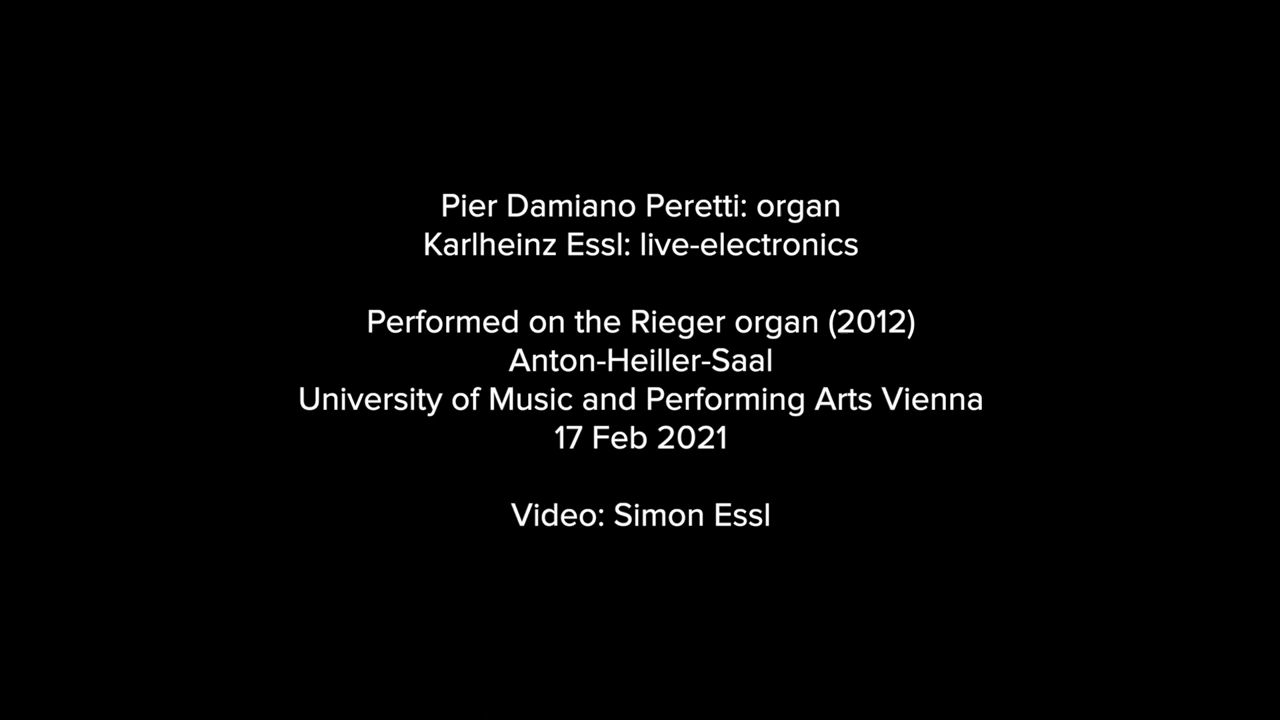 Pier Damiano Peretti: organ
Karlheinz Essl: live-electronics
Performed on the Rieger organ (2012)
Anton-Heiller-Saal
University of Music and Performing Arts Vienna
17 Feb 2021
Video: Simon Essl